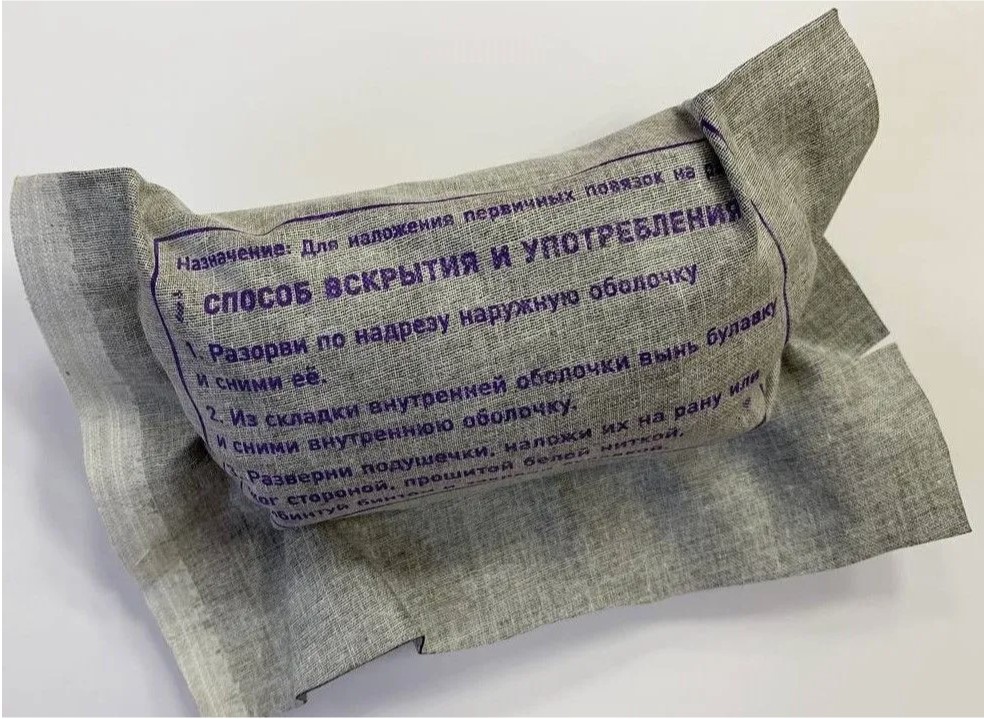 Назначение: Для наложения первичных повязок на
СПОСОБ ВСКРЫТИЯ И УПОТРЕБЛЕНИЯ
1. Разорви по надрезу наружную оболочку
и сними её.
2. Из складки внутренней оболочки вынь булавку
и сними внутреннюю оболочку.
Разверни подушечки, наложи их на рану или
стороной, прошитой белой ниткой,